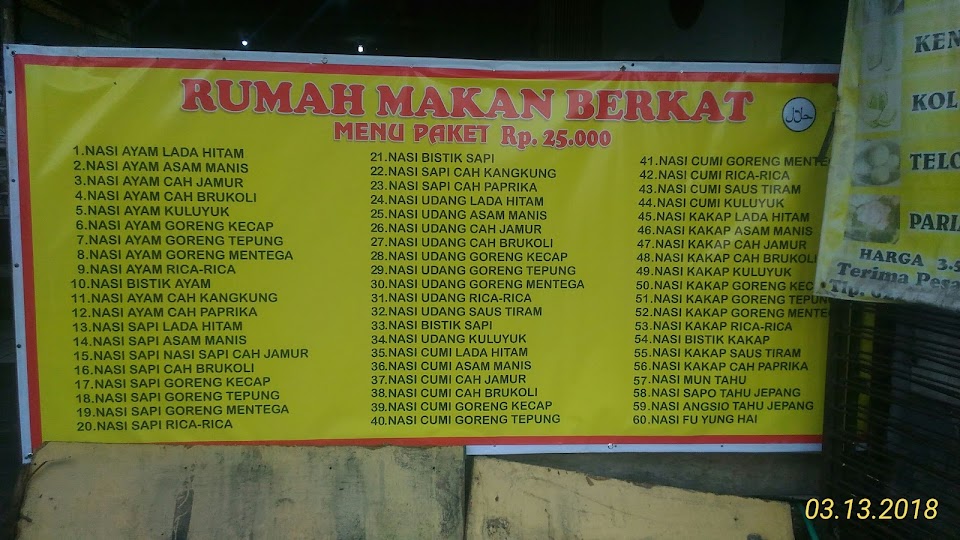 RUMAH MAKAN BERKAT
MENU PAKET Rp. 25.000
حلال
1.NASI AYAM LADA HITAM
2.NASI AYAM ASAM MANIS
3.NASI AYAM CAH JAMUR
4.NASI AYAM CAH BRUKOLI
5.NASI AYAM KULUYUK
6.NASI AYAM GORENG KECAP
7.NASI AYAM GORENG TEPUNG
8.NASI AYAM GORENG MENTEGA
9.NASI AYAM RICA-RICA
10.NASI BISTIK AYAM
11.NASI AYAM CAH KANGKUNG
12.NASI AYAM CAH PAPRIKA
13.NASI SAPI LADA HITAM
14.NASI SAPI ASAM MANIS
15.NASI SAPI NASI SAPI CAH JAMUR
16.NASI SAPI CAH BRUKOLI
17.NASI SAPI GORENG KECAP
18.NASI SAPI GORENG TEPUNG
19.NASI SAPI GORENG MENTEGA
20.NASI SAPI RICA-RICA
21.NASI BISTIK SAPI
22.NASI SAPI CAH KANGKUNG
23.NASI SAPI CAH PAPRIKA
24.NASI UDANG LADA HITAM
25.NASI UDANG ASAM MANIS
26.NASI UDANG CAH JAMUR
27.NASI UDANG CAH BRUKOLI
28.NASI UDANG GORENG KECAP
29.NASI UDANG GORENG TEPUNG
30.NASI UDANG GORENG MENTEGA
31.NASI UDANG RICA-RICA
32.NASI UDANG SAUS TIRAM
33.NASI BISTIK SAPI
34.NASI UDANG KULUYUK
35.NASI CUMI LADA HITAM
36.NASI CUMI ASAM MANIS
37.NASI CUMI CAH JAMUR
38.NASI CUMI CAH BRUKOLI
39.NASI CUMI GORENG KECAP
40.NASI CUMI GORENG TEPUNG
41.NASI CUMI GORENG MENTEG
42.NASI CUMI RICA-RICA
43.NASI CUMI SAUS TIRAM
44.NASI CUMI KULUYUK
45.NASI KAKAP LADA HITAM
46.NASI KAKAP ASAM MANIS
47.NASI KAKAP CAH JAMUR
48.NASI KAKAP CAH BRUKOLI
49.NASI KAKAP KULUYUK
50.NASI KAKAP GORENG KECA
51.NASI KAKAP GORENG TEPUNG
52.NASI KAKAP GORENG MENTEG
53.NASI KAKAP RICA-RICA
54.NASI BISTIK KAKAP
55.NASI KAKAP SAUS TIRAM
56.NASI KAKAP CAH PAPRIKA
57.NASI MUN TAHU
58.NASI SAPO TAHU JEPANG
59.NASI ANGSIO TAHU JEPANG
60.NASI FU YUNG HAI
KEN
KOL
TELO
PARI
HARGA 3-5
Terima Pesa
Tlp.
03.13.2018